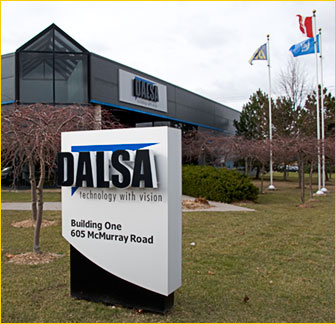 DALSA
DALSA
technology with vision
Building One
605 McMurray Road